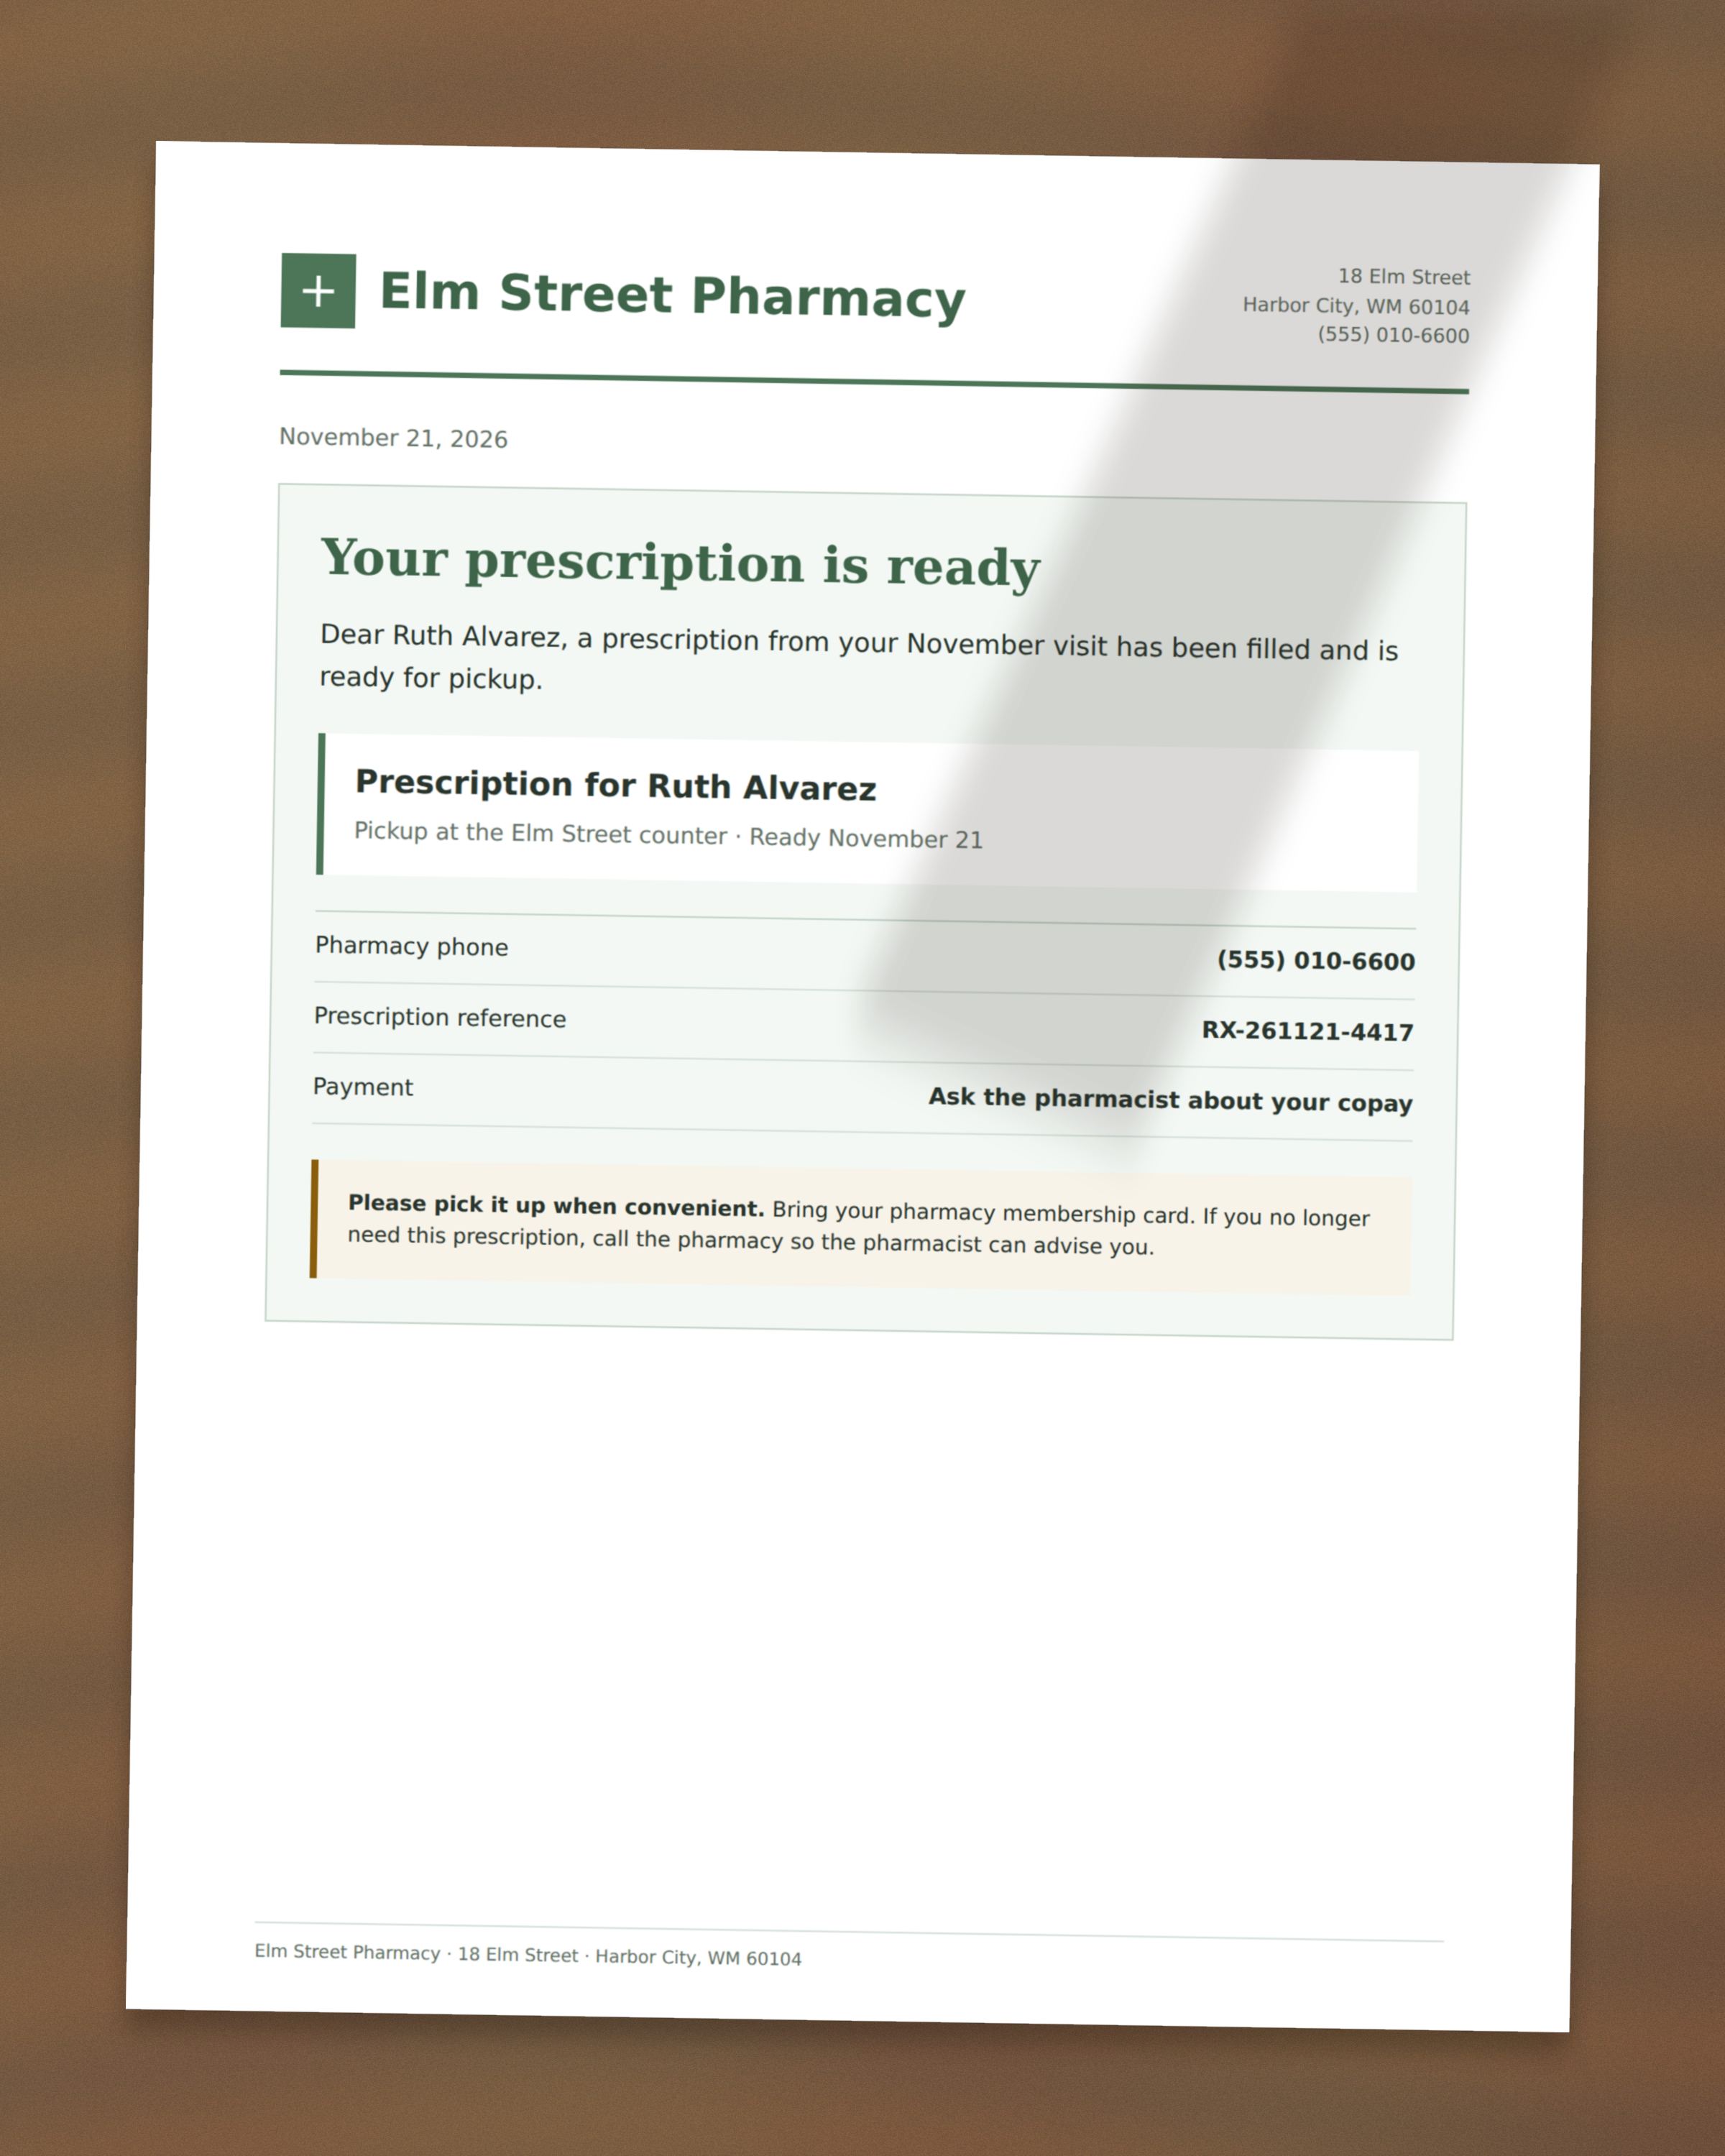 + Elm Street Pharmacy
18 Elm Street
Harbor City, WM 60104
(555) 010-6600
November 21, 2026
Your prescription is ready
Dear Ruth Alvarez, a prescription from your November visit has been filled and is
ready for pickup.
Prescription for Ruth Alvarez
Pickup at the Elm Street counter · Ready November 21
Pharmacy phone (555) 010-6600
Prescription reference RX-261121-4417
Payment Ask the pharmacist about your copay
Please pick it up when convenient. Bring your pharmacy membership card. If you no longer
need this prescription, call the pharmacy so the pharmacist can advise you.
Elm Street Pharmacy · 18 Elm Street · Harbor City, WM 60104